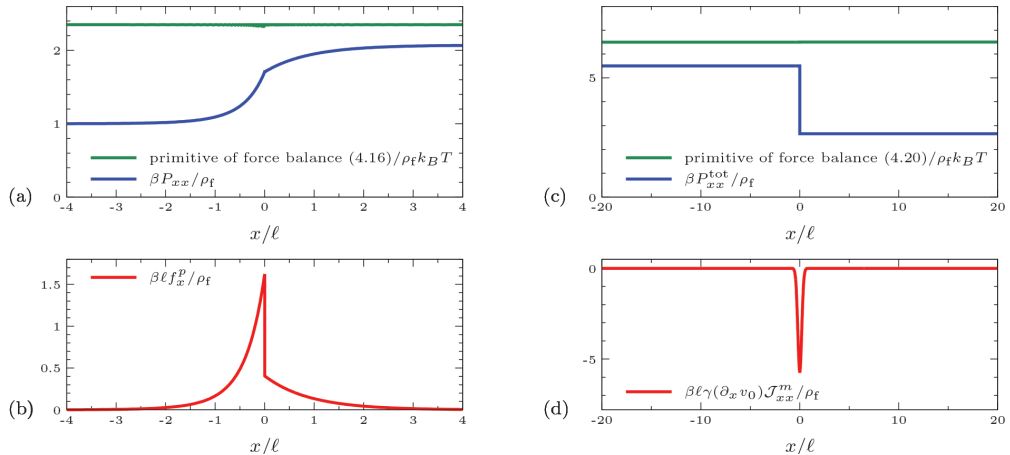 2
1
0
primitive of force balance (4.16)/ρ_f k_B T
βP_xx/ρ_f
(a)
-4 -3 -2 -1 0 1 2 3 4
x/ℓ
1.5
1
0.5
0
βℓf_x^p/ρ_f
(b)
-4 -3 -2 -1 0 1 2 3 4
x/ℓ
5
0
primitive of force balance (4.20)/ρ_f k_B T
βP_xx^tot/ρ_f
(c)
-20 -10 0 10 20
x/ℓ
0
-5
βℓγ(∂_x v_0)𝒥_xx^m/ρ_f
(d)
-20 -10 0 10 20
x/ℓ